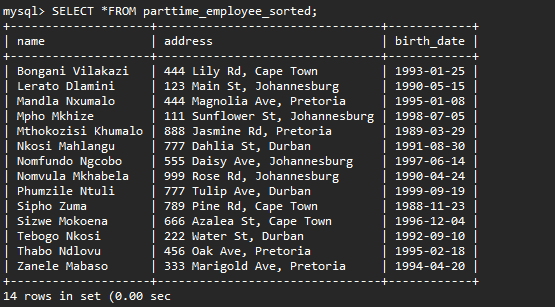 mysql> SELECT *FROM parttime_employee_sorted;
+-------------------+------------------------------+------------+
| name              | address                      | birth_date |
+-------------------+------------------------------+------------+
| Bongani Vilakazi  | 444 Lily Rd, Cape Town       | 1993-01-25 |
| Lerato Dlamini    | 123 Main St, Johannesburg    | 1990-05-15 |
| Mandla Nxumalo    | 444 Magnolia Ave, Pretoria   | 1995-01-08 |
| Mpho Mkhize       | 111 Sunflower St, Johannesburg | 1998-07-05 |
| Mthokozisi Khumalo | 888 Jasmine Rd, Pretoria    | 1989-03-29 |
| Nkosi Mahlangu    | 777 Dahlia St, Durban        | 1991-08-30 |
| Nomfundo Ngcobo   | 555 Daisy Ave, Johannesburg  | 1997-06-14 |
| Nomvula Mkhabela  | 999 Rose Rd, Johannesburg    | 1990-04-24 |
| Phumzile Ntuli    | 777 Tulip Ave, Durban        | 1999-09-19 |
| Sipho Zuma        | 789 Pine Rd, Cape Town       | 1988-11-23 |
| Sizwe Mokoena     | 666 Azalea St, Cape Town     | 1996-12-04 |
| Tebogo Nkosi      | 222 Water St, Durban         | 1992-09-10 |
| Thabo Ndlovu      | 456 Oak Ave, Pretoria        | 1995-02-18 |
| Zanele Mabaso     | 333 Marigold Ave, Pretoria   | 1994-04-20 |
+-------------------+------------------------------+------------+
14 rows in set (0.00 sec